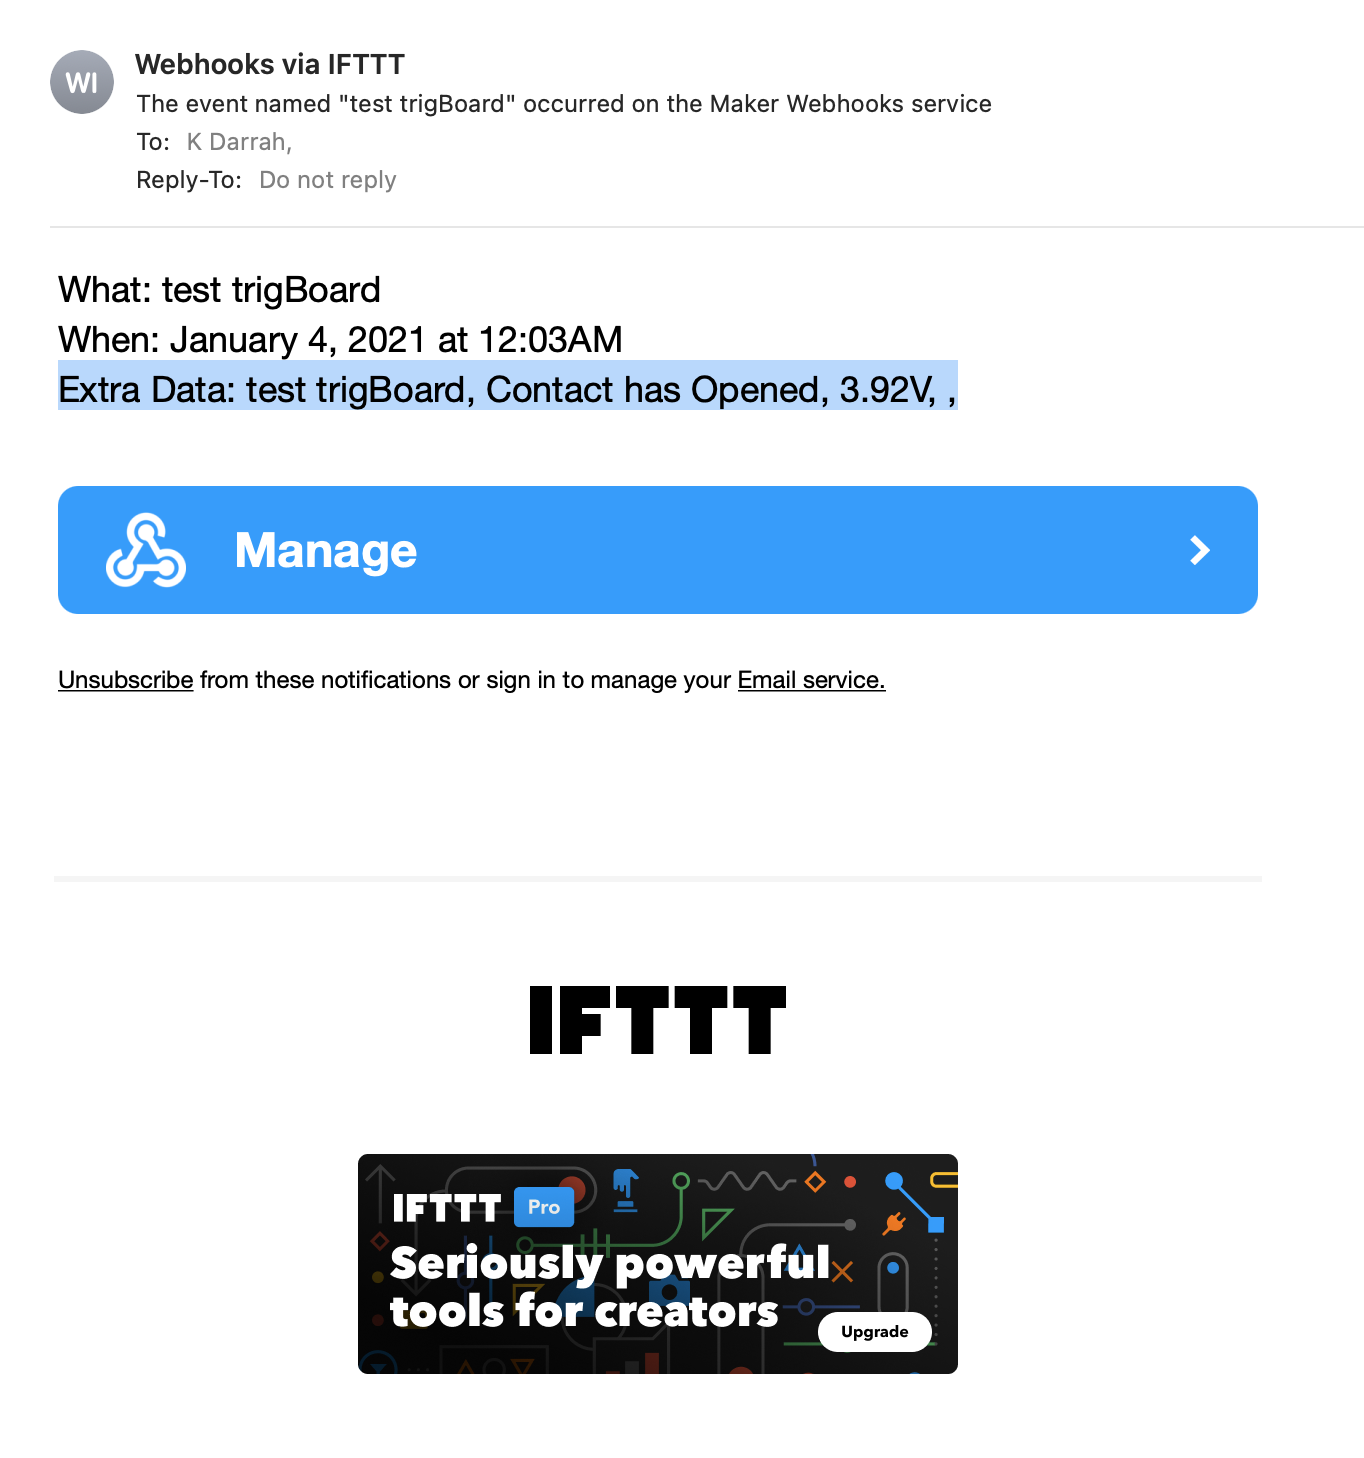 WI
Webhooks via IFTTT
The event named "test trigBoard" occurred on the Maker Webhooks service
To: K Darrah,
Reply-To: Do not reply
What: test trigBoard
When: January 4, 2021 at 12:03AM
Extra Data: test trigBoard, Contact has Opened, 3.92V, ,
Manage
Unsubscribe from these notifications or sign in to manage your Email service.
IFTTT
IFTTT Pro
Seriously powerful
tools for creators
Upgrade